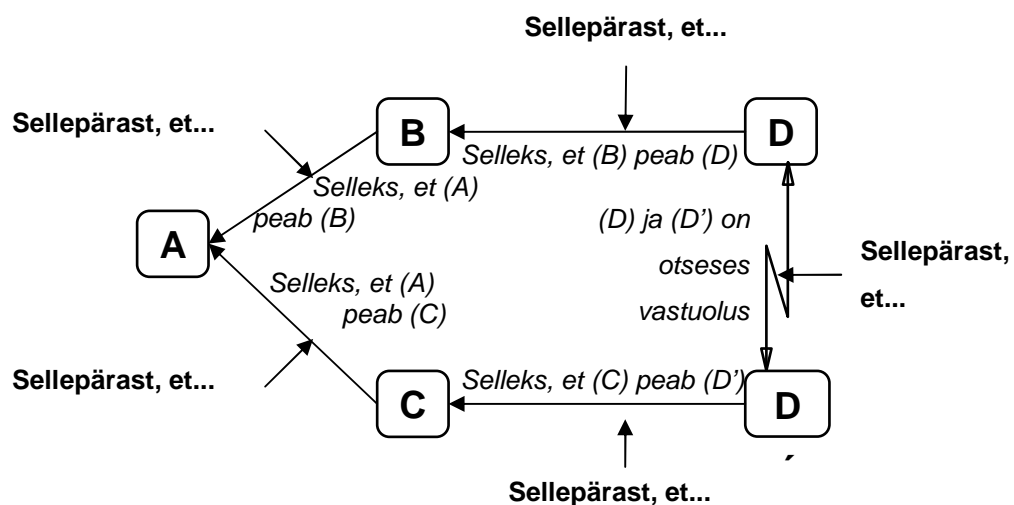 Sellepärast, et...
Sellepärast, et...
B
D
Selleks, et (B) peab (D)
Selleks, et (A)
peab (B)
A
(D) ja (D’) on
otseses
vastuolus
Sellepärast,
et...
Selleks, et (A)
peab (C)
Sellepärast, et...
C
Selleks, et (C) peab (D’)
D
´
Sellepärast, et...